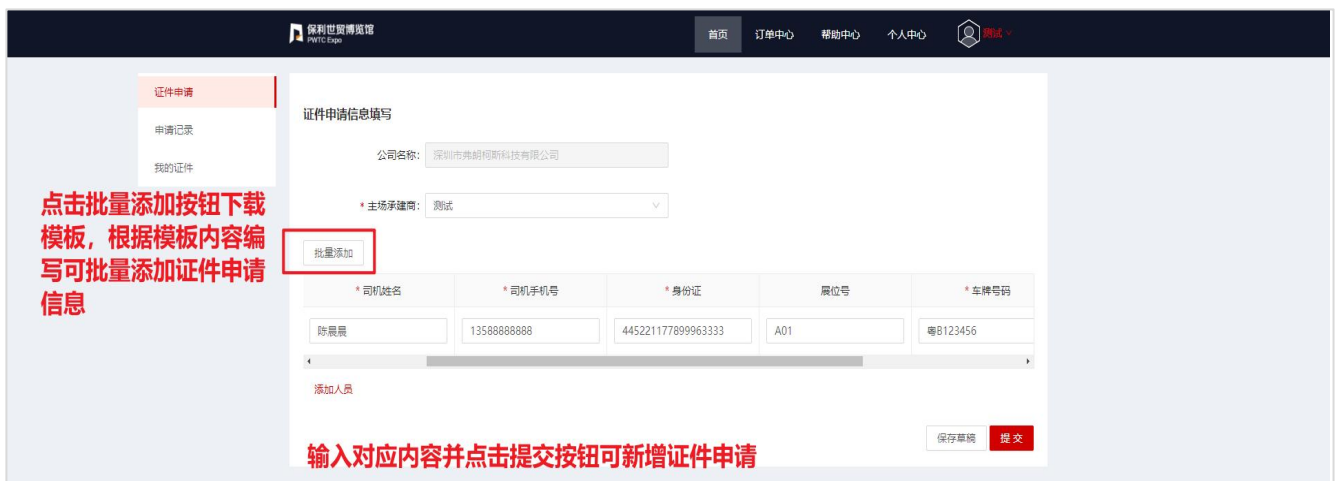 保利世贸博览馆
PWTC Expo
首页 订单中心 帮助中心 个人中心 测试
证件申请
申请记录
我的证件
点击批量添加按钮下载
模板，根据模板内容编
写可批量添加证件申请
信息
证件申请信息填写
公司名称： 深圳市弗朗柯斯科技有限公司
* 主场承建商： 测试
批量添加
* 司机姓名 * 司机手机号 * 身份证 展位号 * 车牌号码
陈晨晨 13588888888 445221177899963333 A01 粤B123456
添加人员
保存草稿 提交
输入对应内容并点击提交按钮可新增证件申请